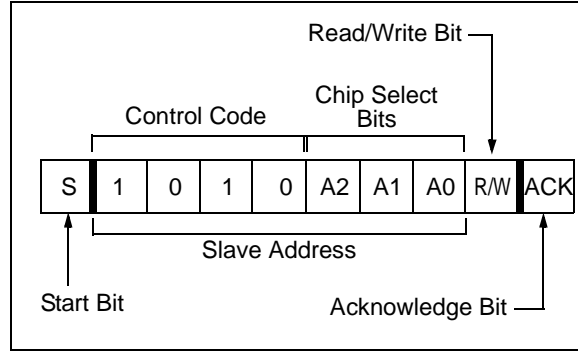 Read/Write Bit
Chip Select
Control Code Bits
S 1 0 1 0 A2 A1 A0 R/W ACK
Slave Address
Start Bit
Acknowledge Bit